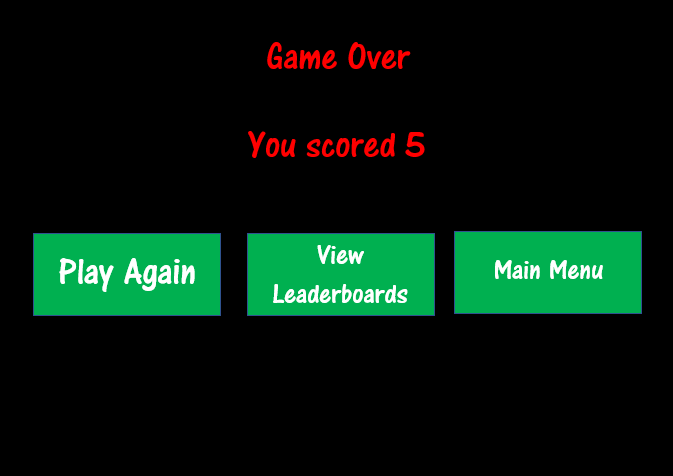 Game Over
You scored 5
Play Again
View
Leaderboards
Main Menu